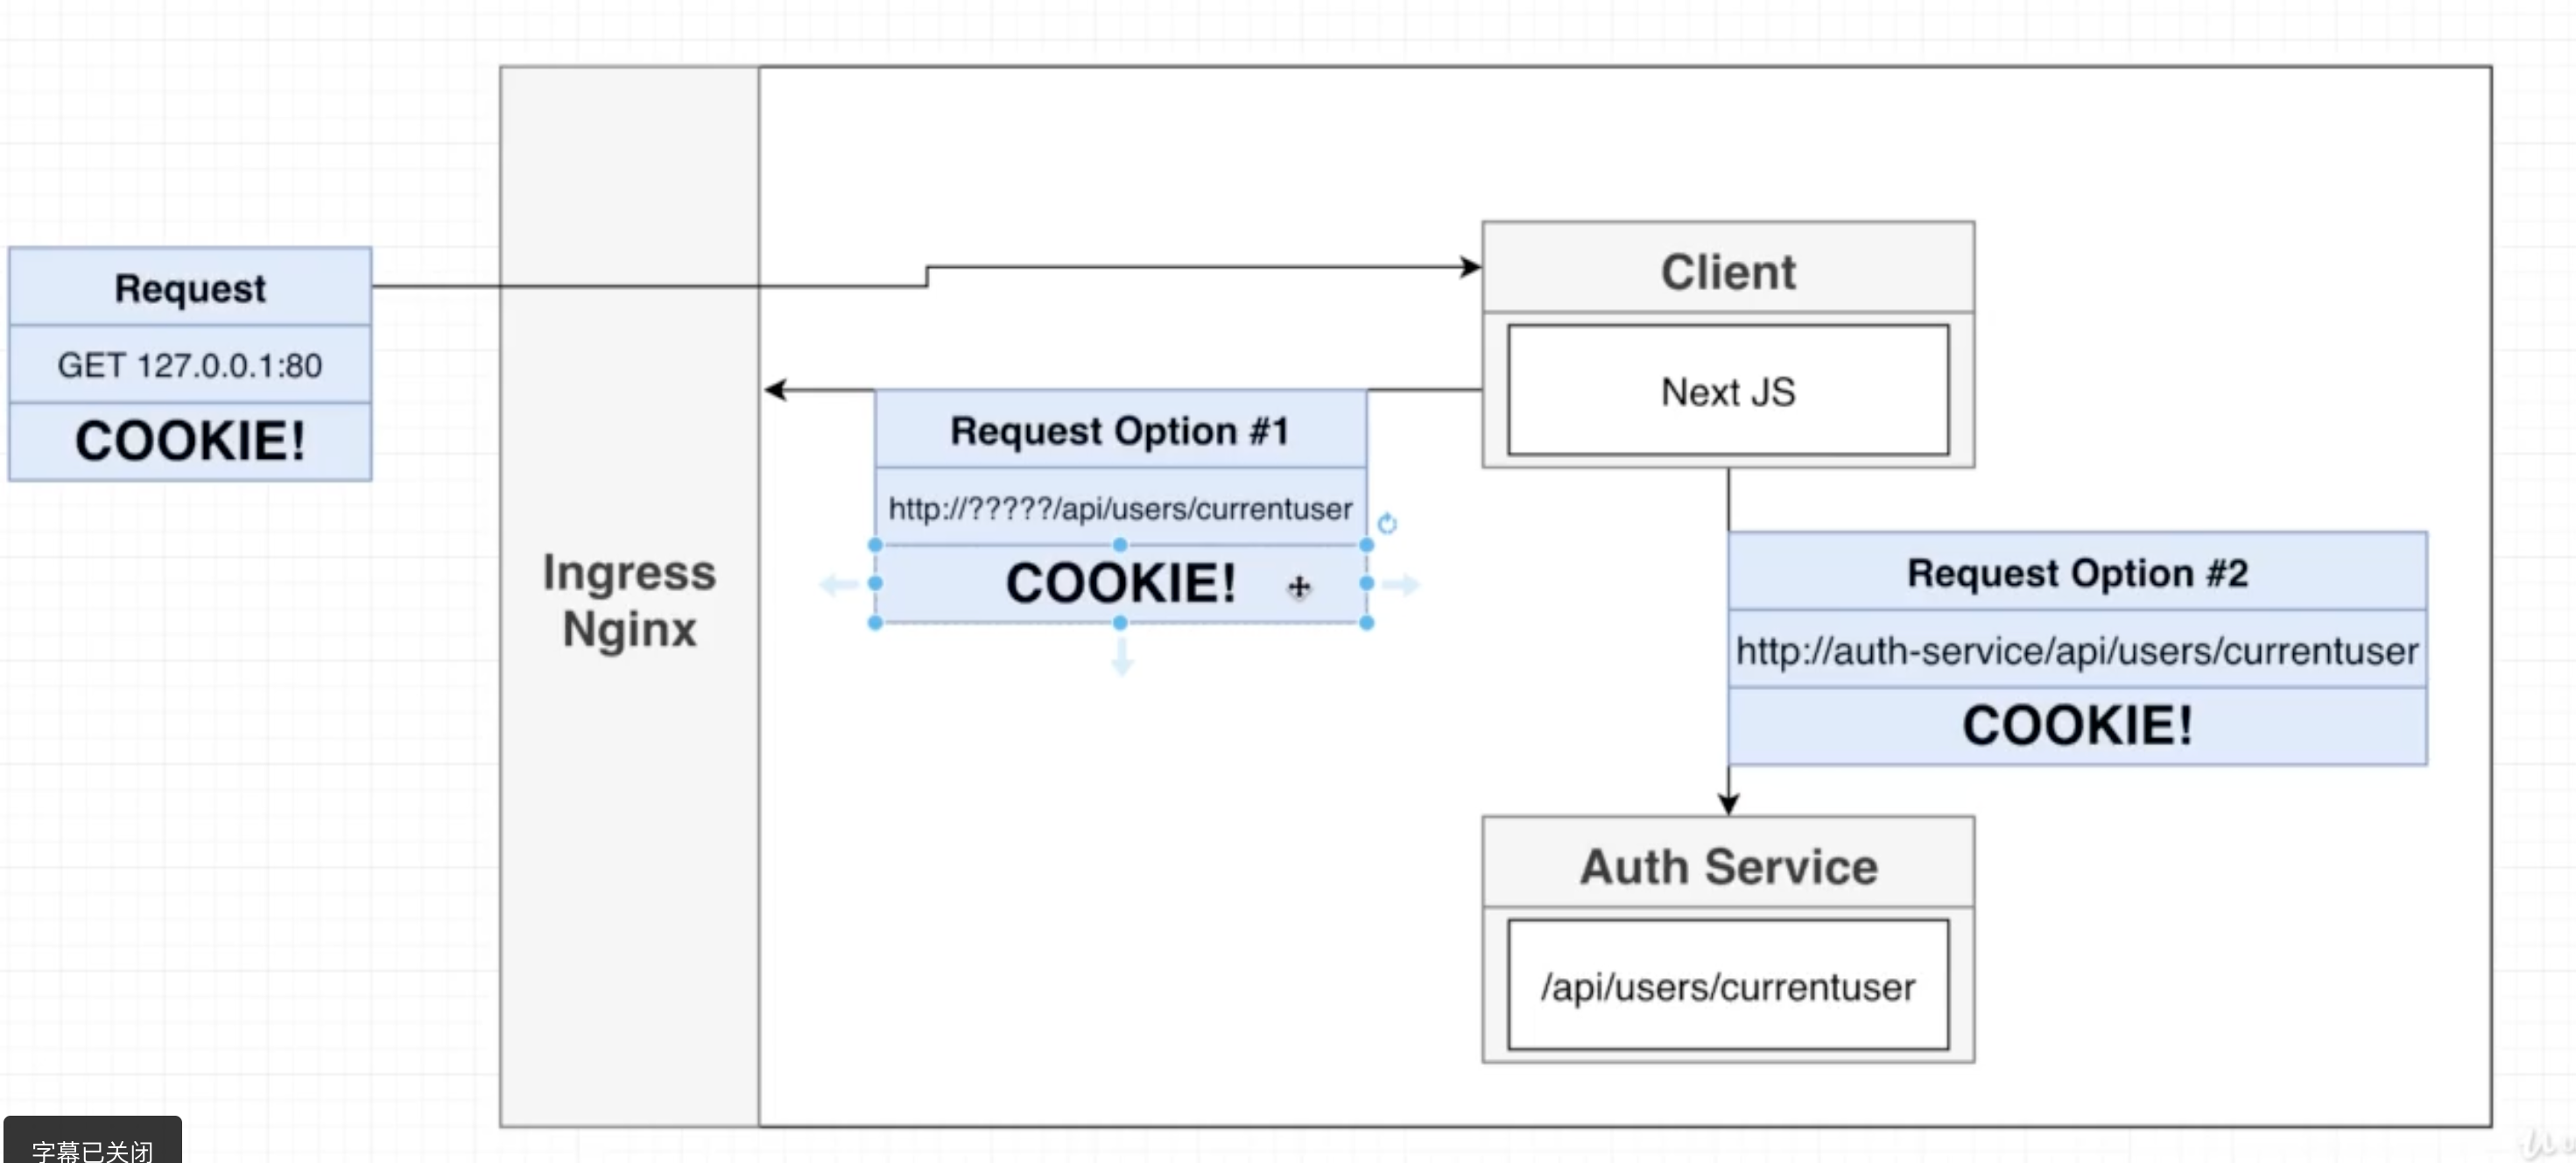 Request
GET 127.0.0.1:80
COOKIE!
Ingress
Nginx
Client
Next JS
Request Option #1
http://?????/api/users/currentuser
COOKIE!
Request Option #2
http://auth-service/api/users/currentuser
COOKIE!
Auth Service
/api/users/currentuser
字幕已关闭